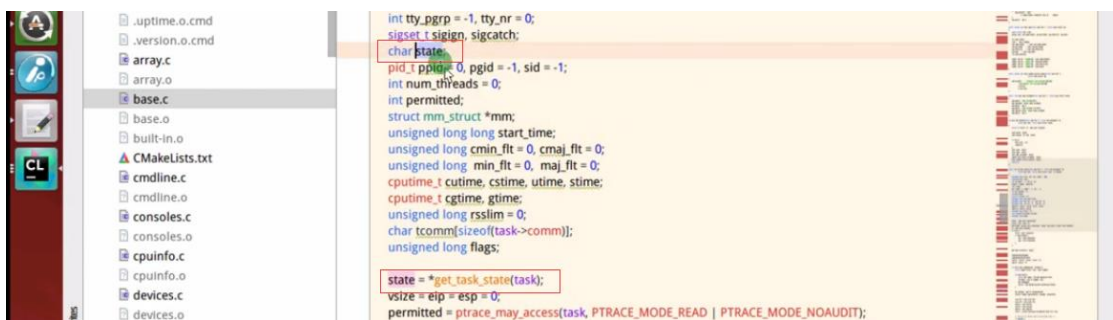 .uptime.o.cmd
.version.o.cmd
array.c
array.o
base.c
base.o
built-in.o
CMakeLists.txt
cmdline.c
cmdline.o
consoles.c
consoles.o
cpuinfo.c
cpuinfo.o
devices.c
devices.o
CL
int tty_pgrp = -1, tty_nr = 0;
sigset_t sigign, sigcatch;
char state;
pid_t ppid = 0, pgid = -1, sid = -1;
int num_threads = 0;
int permitted;
struct mm_struct *mm;
unsigned long long start_time;
unsigned long cmin_flt = 0, cmaj_flt = 0;
unsigned long  min_flt = 0,  maj_flt = 0;
cputime_t cutime, cstime, utime, stime;
cputime_t cgtime, gtime;
unsigned long rsslim = 0;
char tcomm[sizeof(task->comm)];
unsigned long flags;
state = *get_task_state(task);
vsize = eip = esp = 0;
permitted = ptrace_may_access(task, PTRACE_MODE_READ | PTRACE_MODE_NOAUDIT);